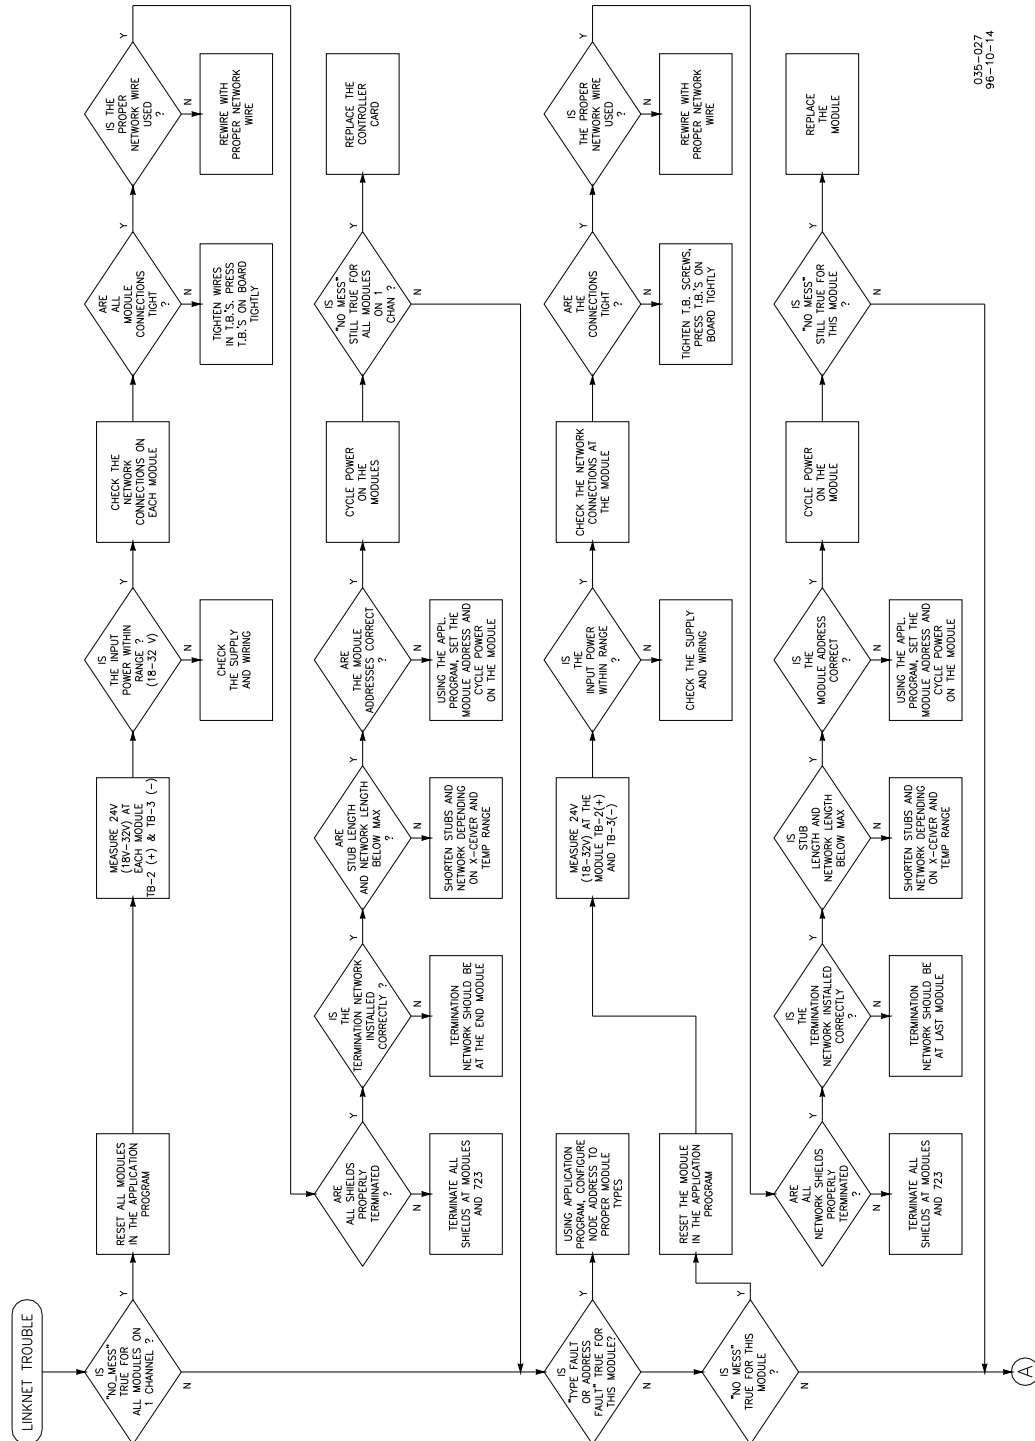 LINKNET TROUBLE
IS
"NO_MESS"
TRUE FOR
ALL MODULES ON
1 CHANNEL ?
Y
N
RESET ALL MODULES
IN THE APPLICATION
PROGRAM
MEASURE 24V
(18V-32V) AT
EACH MODULE
TB-2 (+) & TB-3 (-)
IS
THE INPUT
POWER WITHIN
RANGE ?
(18-32 V)
Y
N
CHECK
THE SUPPLY
AND WIRING
CHECK THE
NETWORK
CONNECTIONS ON
EACH MODULE
ARE
ALL
MODULE
CONNECTIONS
TIGHT
?
Y
N
TIGHTEN WIRES
IN T.B.'S. PRESS
T.B.'S ON BOARD
TIGHTLY
IS THE
PROPER
NETWORK WIRE
USED
?
Y
N
REWIRE WITH
PROPER NETWORK
WIRE
ARE
ALL SHIELDS
PROPERLY
TERMINATED
?
Y
N
TERMINATE ALL
SHIELDS AT MODULES
AND 723
IS
THE
TERMINATION NETWORK
INSTALLED
CORRECTLY ?
Y
N
TERMINATION
NETWORK SHOULD BE
AT THE END MODULE
ARE
STUB LENGTH
AND NETWORK LENGTH
BELOW MAX
?
Y
N
SHORTEN STUBS AND
NETWORK DEPENDING
ON X-CEIVER AND
TEMP RANGE
ARE
THE MODULE
ADDRESSES CORRECT
?
Y
N
USING THE APPL.
PROGRAM, SET THE
MODULE ADDRESS AND
CYCLE POWER
ON THE MODULE
CYCLE POWER
ON THE
MODULES
IS
"NO MESS"
STILL TRUE FOR
ALL MODULES
ON 1
CHAN ?
Y
N
REPLACE THE
CONTROLLER
CARD
IS
"TYPE FAULT
OR ADDRESS
FAULT" TRUE FOR
THIS MODULE?
Y
N
USING APPLICATION
PROGRAM, CONFIGURE
NODE ADDRESS TO
PROPER MODULE
TYPES
IS
"NO MESS"
TRUE FOR THIS
MODULE
?
Y
N
RESET THE MODULE
IN THE APPLICATION
PROGRAM
MEASURE 24V
(18-32V) AT THE
MODULE TB-2(+)
AND TB-3(-)
IS
THE
INPUT POWER
WITHIN RANGE
?
Y
N
CHECK THE SUPPLY
AND WIRING
CHECK THE NETWORK
CONNECTIONS AT
THE MODULE
ARE
THE
CONNECTIONS
TIGHT
?
Y
N
TIGHTEN T.B. SCREWS,
PRESS T.B.'S ON
BOARD TIGHTLY
IS
THE PROPER
NETWORK WIRE
USED
?
Y
N
REWIRE WITH
PROPER NETWORK
WIRE
ARE
ALL
NETWORK SHIELDS
PROPERLY
TERMINATED
?
Y
N
TERMINATE ALL
SHIELDS AT MODULES
AND 723
IS
THE
TERMINATION
NETWORK INSTALLED
CORRECTLY
?
Y
N
TERMINATION
NETWORK SHOULD BE
AT LAST MODULE
IS
STUB
LENGTH AND
NETWORK LENGTH
BELOW MAX
?
Y
N
SHORTEN STUBS AND
NETWORK DEPENDING
ON X-CEIVER AND
TEMP RANGE
IS
THE
MODULE ADDRESS
CORRECT
?
Y
N
USING THE APPL.
PROGRAM, SET THE
MODULE ADDRESS AND
CYCLE POWER
ON THE MODULE
CYCLE POWER
ON THE
MODULE
IS
"NO MESS"
STILL TRUE FOR
THIS MODULE
?
Y
N
REPLACE
THE
MODULE
A
035-027
96-10-14